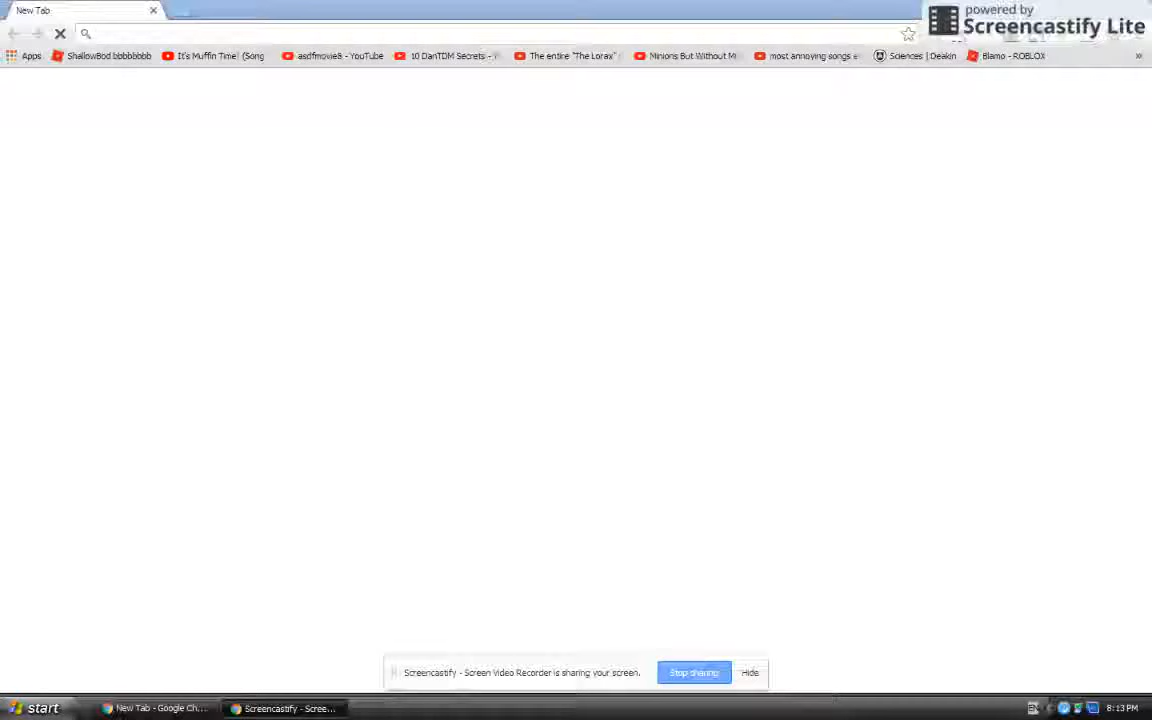 New Tab
powered by
Screencastify Lite
Apps ShallowBod bbbbbbbb It's Muffin Time! (Song asdfmovie8 - YouTube 10 DanTDM Secrets - The entire "The Lorax" Minions But Without M most annoying songs e Sciences | Deakin Blamo - ROBLOX »
Screencastify - Screen Video Recorder is sharing your screen. Stop sharing Hide
start New Tab - Google Ch... Screencastify - Scree... 8:13 PM